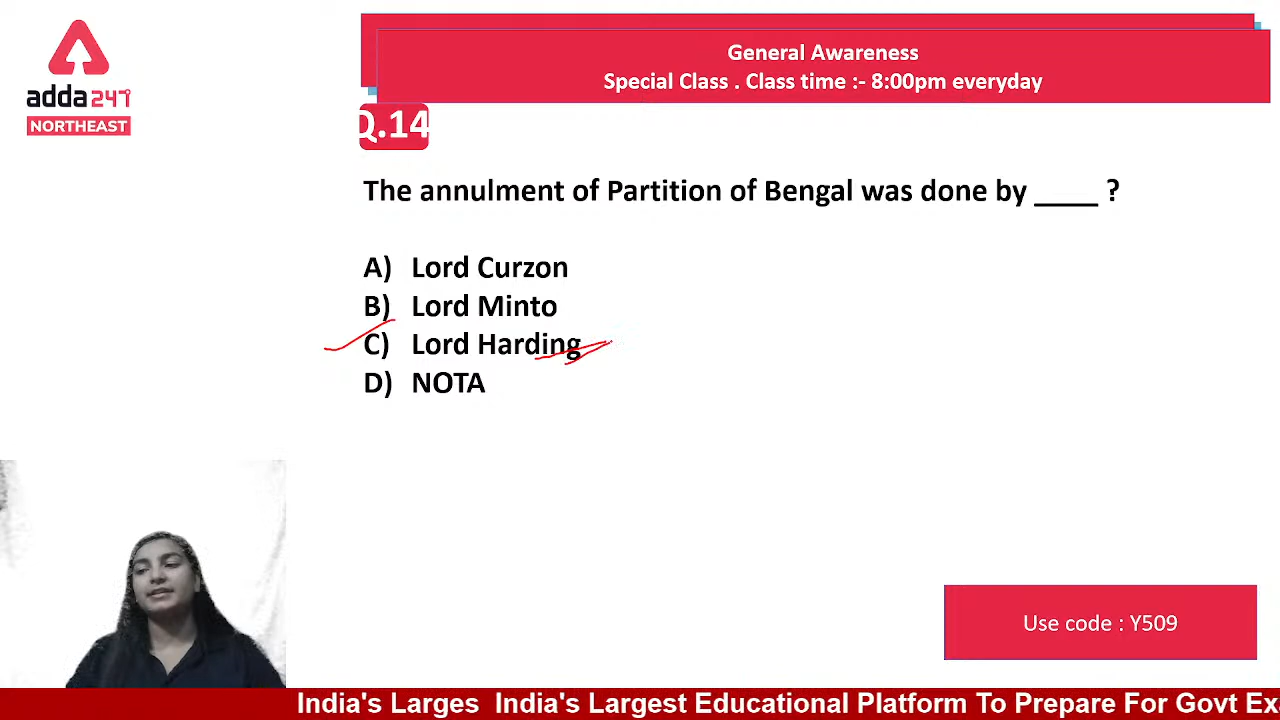 adda247
NORTHEAST
General Awareness
Special Class . Class time :- 8:00pm everyday
Q.14
The annulment of Partition of Bengal was done by ____ ?
A) Lord Curzon
B) Lord Minto
C) Lord Harding
D) NOTA
Use code : Y509
India's Larges India's Largest Educational Platform To Prepare For Govt Ex